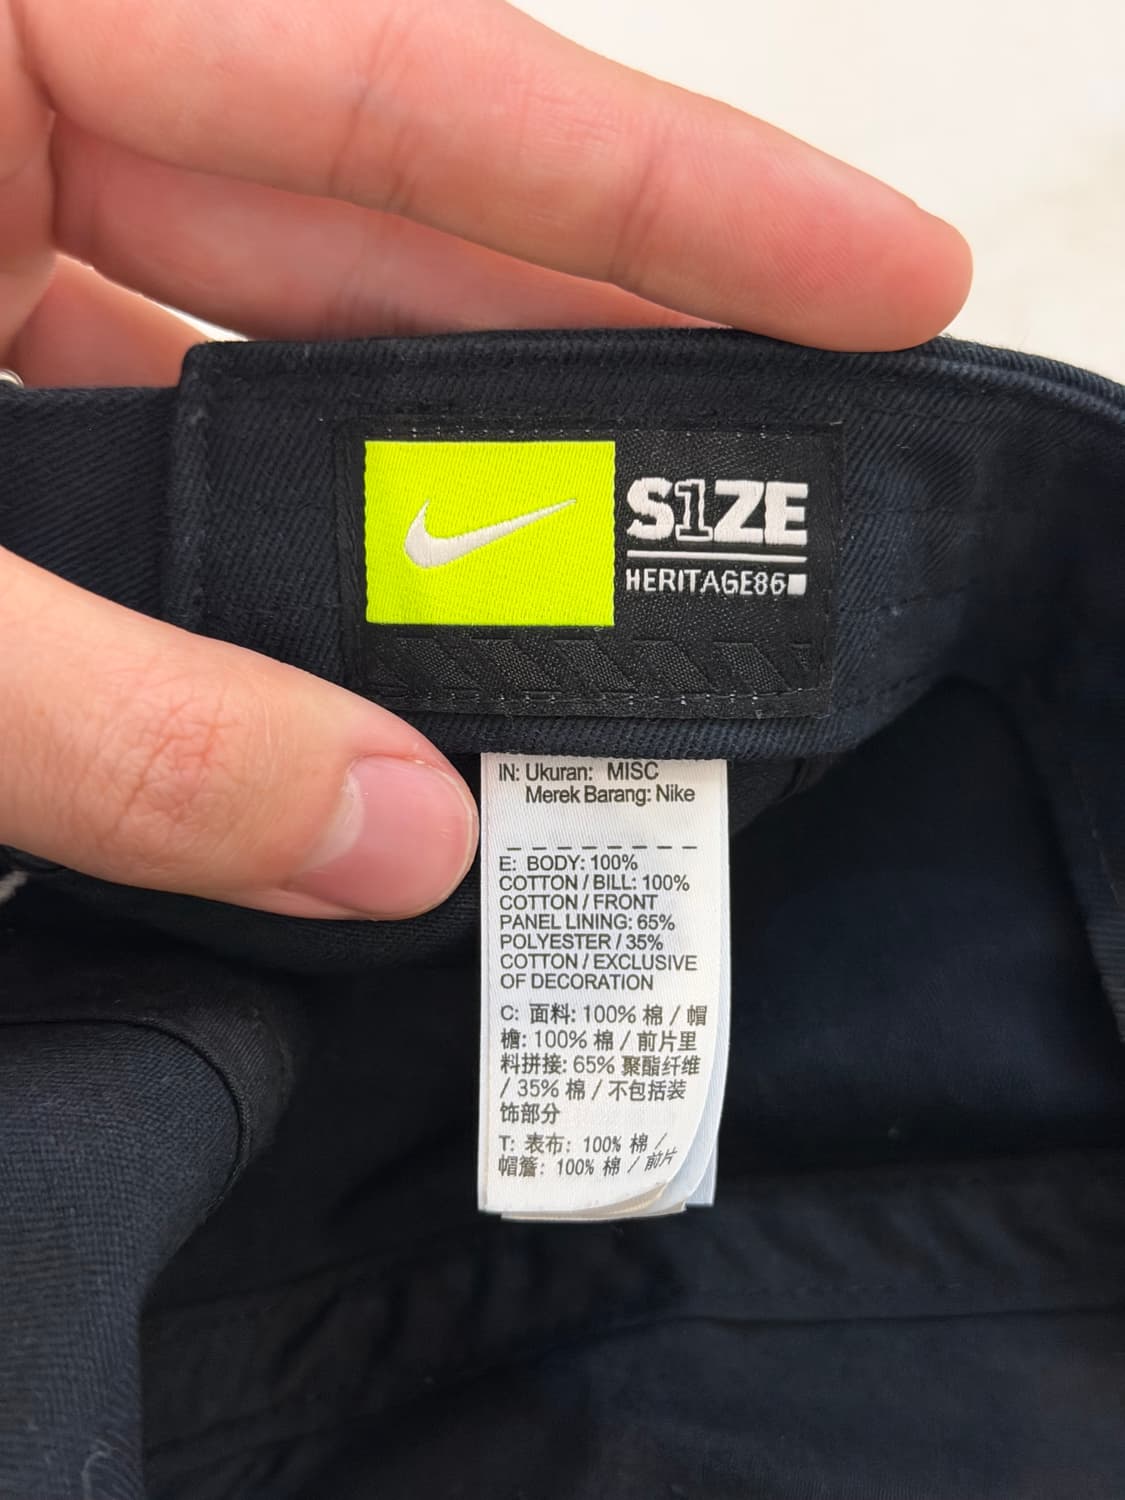 S1ZE
HERITAGE86
IN: Ukuran: MISC
Merek Barang: Nike
E: BODY: 100%
COTTON / BILL: 100%
COTTON / FRONT
PANEL LINING: 65%
POLYESTER / 35%
COTTON / EXCLUSIVE
OF DECORATION
C: 面料: 100% 棉 / 帽
檐: 100% 棉 / 前片里
料拼接: 65% 聚酯纤维
/ 35% 棉 / 不包括装
饰部分
T: 表布: 100% 棉 /
帽簷: 100% 棉 / 前片